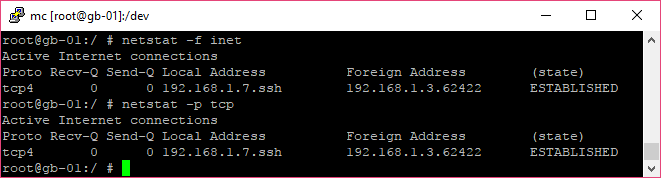 mc [root@gb-01]:/dev
root@gb-01:/ # netstat -f inet
Active Internet connections
Proto Recv-Q Send-Q Local Address          Foreign Address        (state)
tcp4       0      0 192.168.1.7.ssh        192.168.1.3.62422      ESTABLISHED
root@gb-01:/ # netstat -p tcp
Active Internet connections
Proto Recv-Q Send-Q Local Address          Foreign Address        (state)
tcp4       0      0 192.168.1.7.ssh        192.168.1.3.62422      ESTABLISHED
root@gb-01:/ #